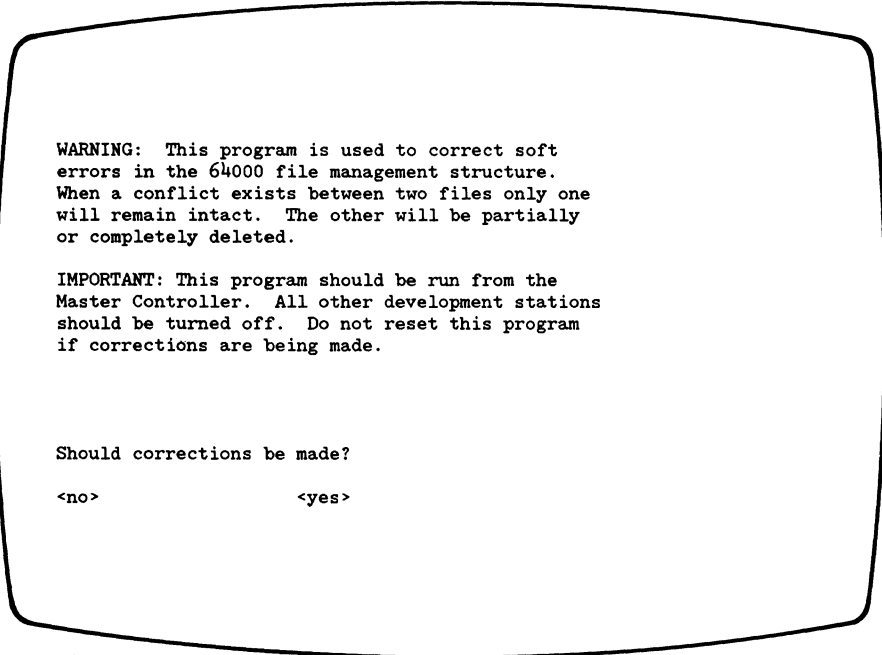 WARNING:  This program is used to correct soft
errors in the 64000 file management structure.
When a conflict exists between two files only one
will remain intact.  The other will be partially
or completely deleted.
IMPORTANT: This program should be run from the
Master Controller.  All other development stations
should be turned off.  Do not reset this program
if corrections are being made.
Should corrections be made?
<no>                  <yes>